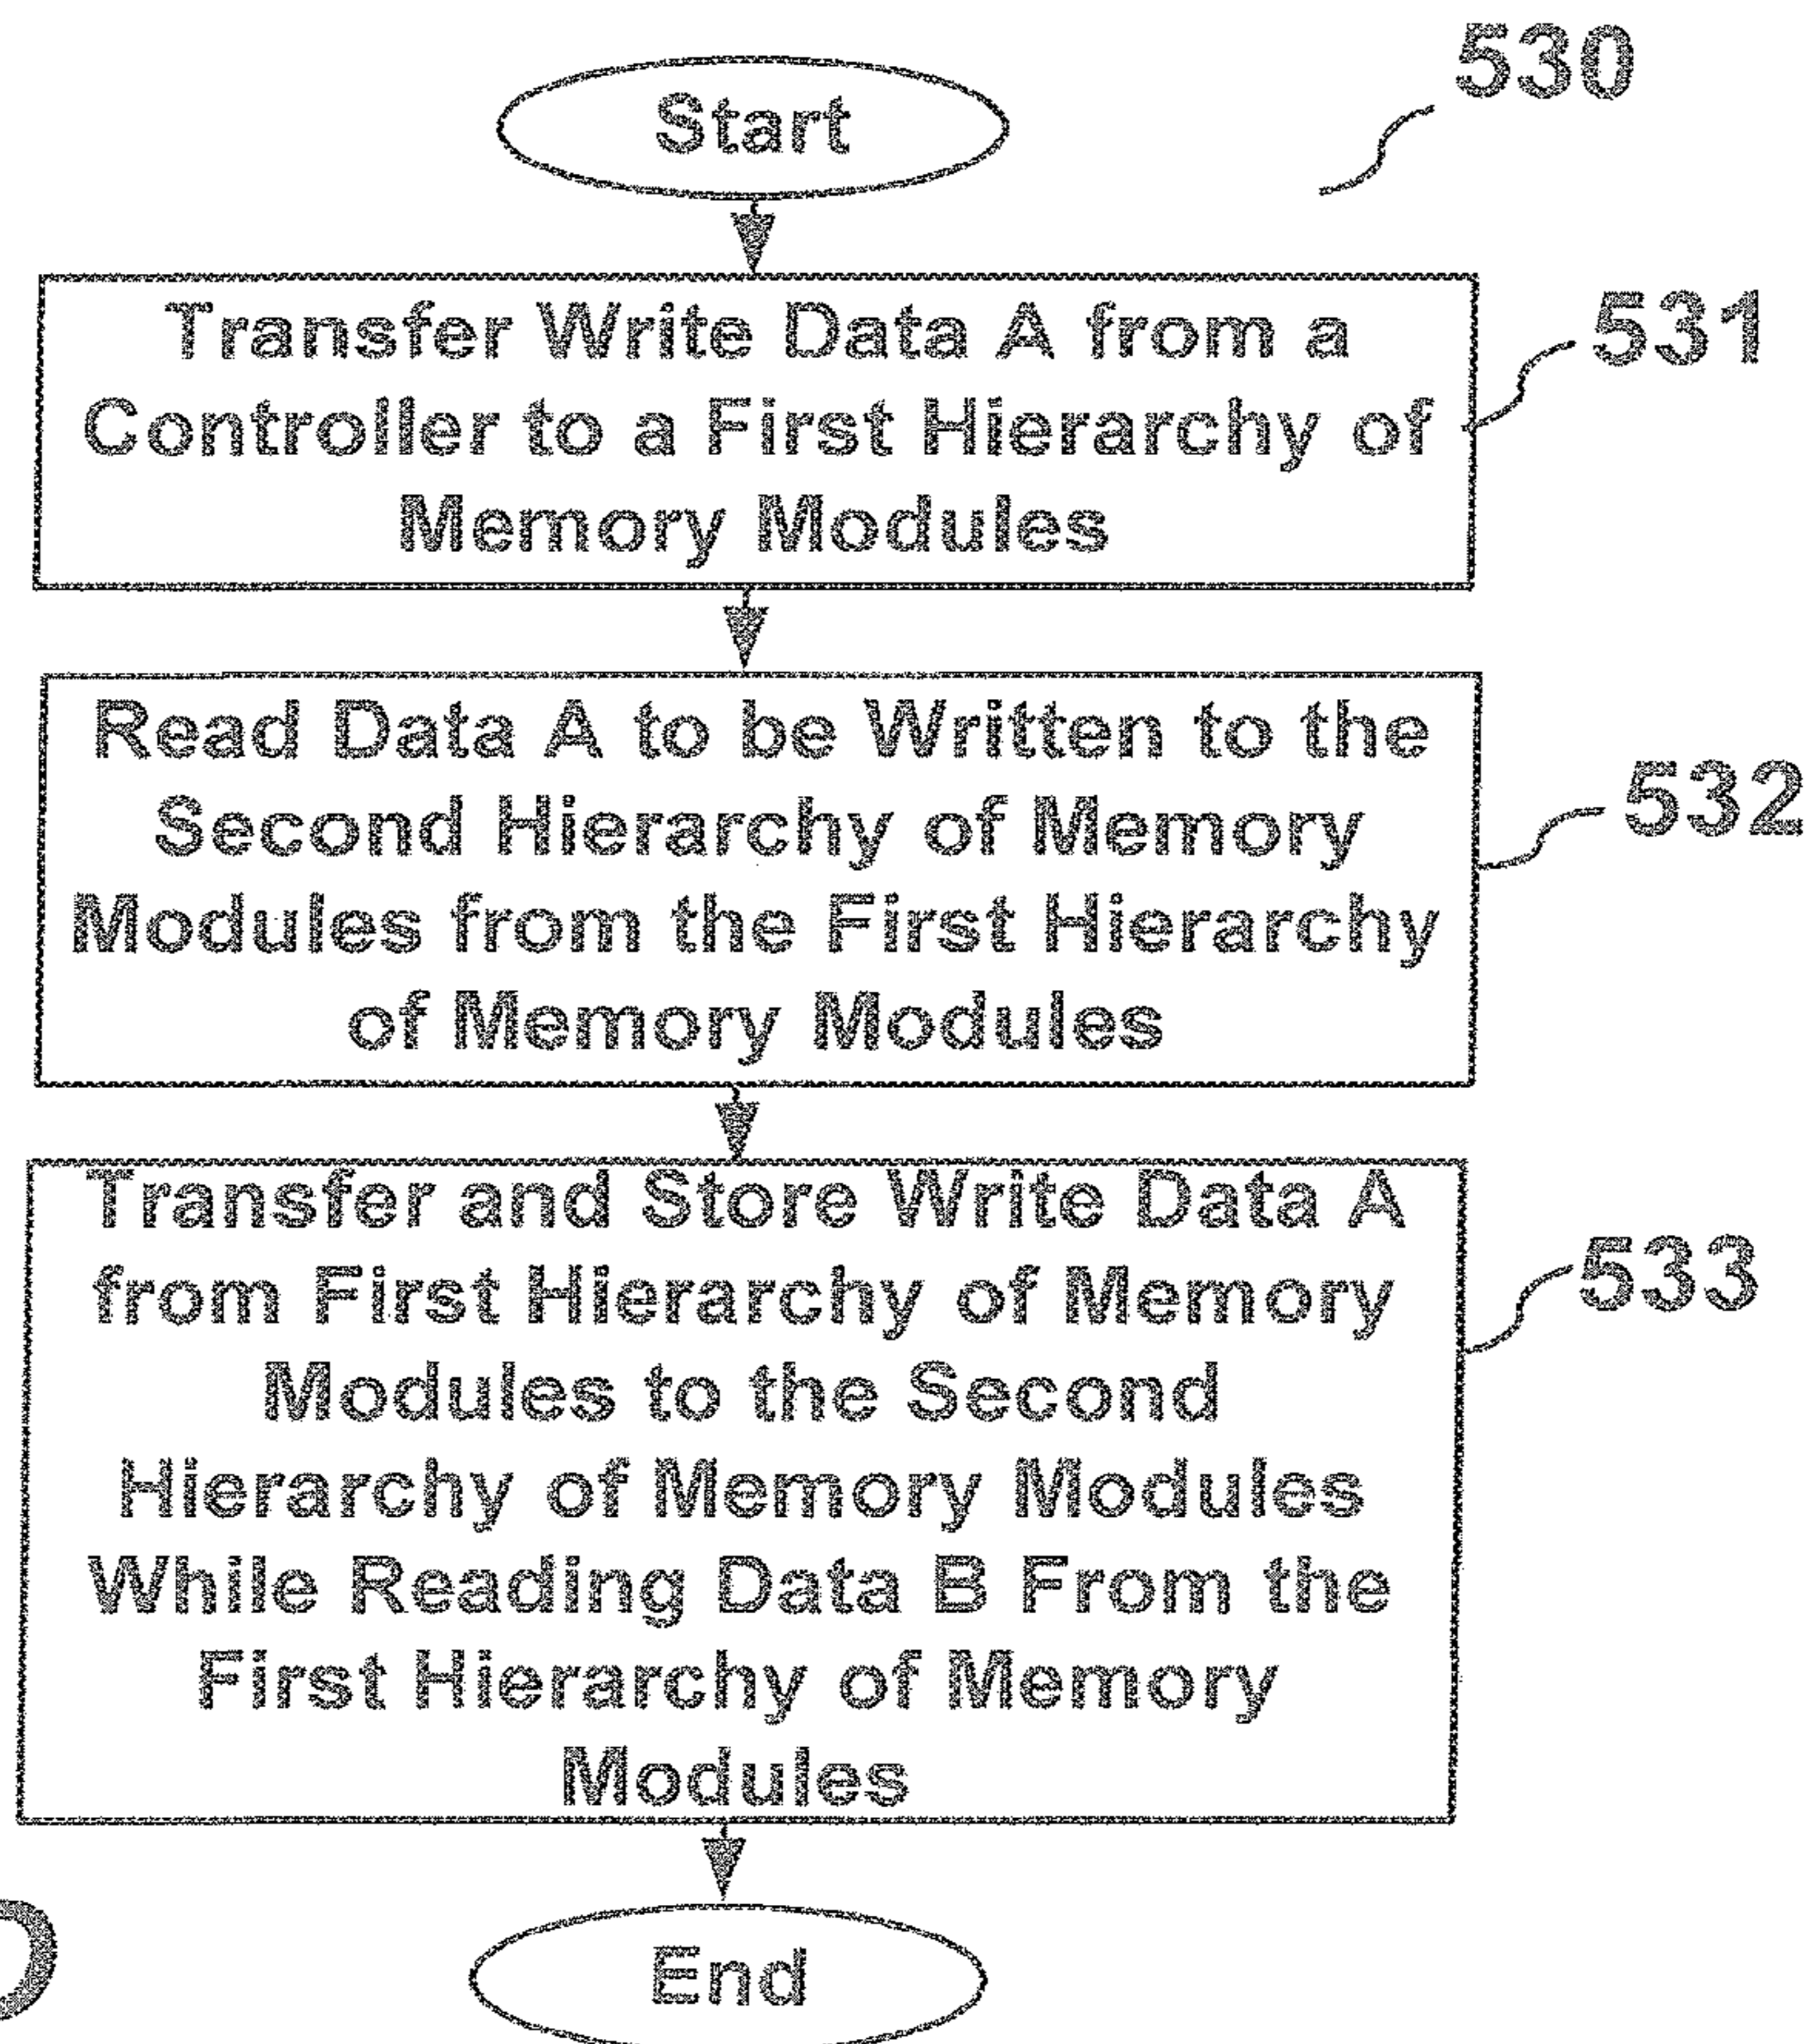 530
Start
Transfer Write Data A from a
Controller to a First Hierarchy of
Memory Modules
531
Read Data A to be Written to the
Second Hierarchy of Memory
Modules from the First Hierarchy
of Memory Modules
532
Transfer and Store Write Data A
from First Hierarchy of Memory
Modules to the Second
Hierarchy of Memory Modules
While Reading Data B From the
First Hierarchy of Memory
Modules
533
End